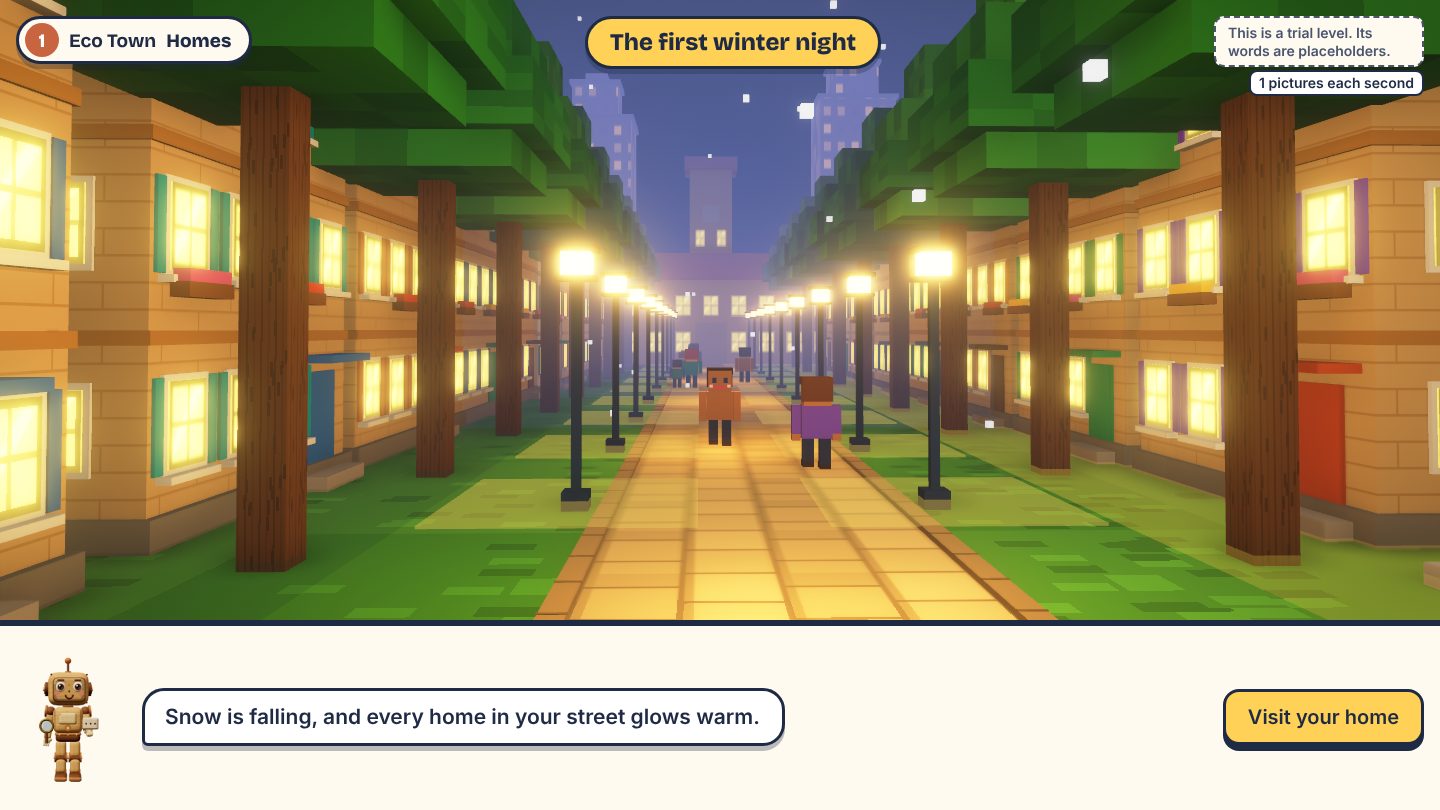 1 Eco Town Homes
The first winter night
This is a trial level. Its
words are placeholders.
1 pictures each second
Snow is falling, and every home in your street glows warm.
Visit your home